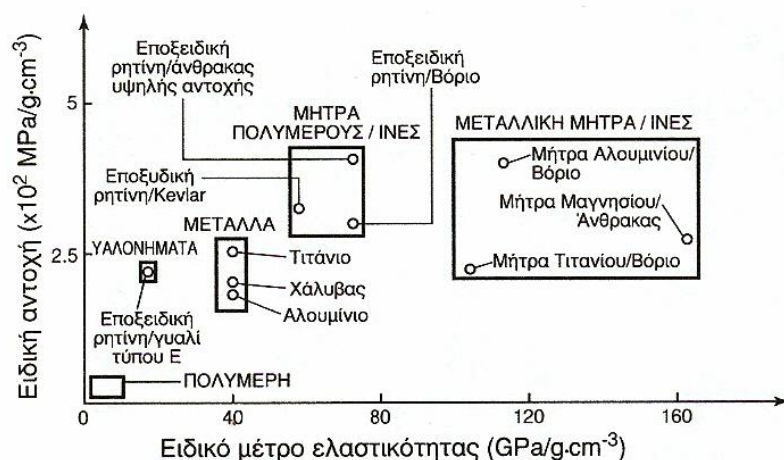 Εποξειδική
ρητίνη/άνθρακας
υψηλής αντοχής
Εποξειδική
ρητίνη/Βόριο
ΜΗΤΡΑ
ΠΟΛΥΜΕΡΟΥΣ / ΙΝΕΣ
ΜΕΤΑΛΛΙΚΗ ΜΗΤΡΑ / ΙΝΕΣ
Μήτρα Αλουμινίου/
Βόριο
Μήτρα Μαγνησίου/
Άνθρακας
Μήτρα Τιτανίου/Βόριο
Εποξυδική
ρητίνη/Kevlar
ΜΕΤΑΛΛΑ
Τιτάνιο
Χάλυβας
Αλουμίνιο
ΥΑΛΟΝΗΜΑΤΑ
Εποξειδική
ρητίνη/γυαλί
τύπου Ε
ΠΟΛΥΜΕΡΗ
5
2.5
0
40
80
120
160
Ειδική αντοχή (x10² MPa/g.cm⁻³)
Ειδικό μέτρο ελαστικότητας (GPa/g.cm⁻³)